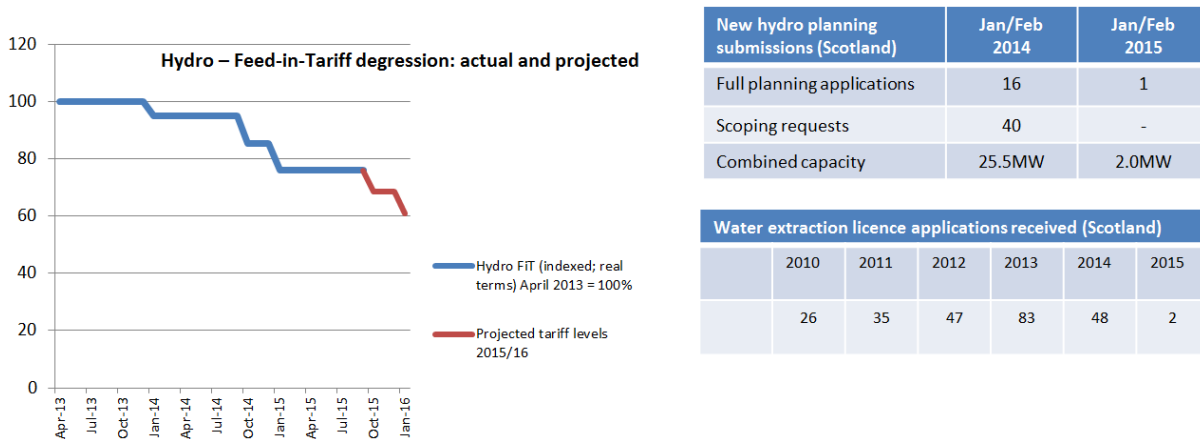 Hydro – Feed-in-Tariff degression: actual and projected
120
100
80
60
40
20
0
Apr-13
Jul-13
Oct-13
Jan-14
Apr-14
Jul-14
Oct-14
Jan-15
Apr-15
Jul-15
Oct-15
Jan-16
Hydro FiT (indexed; real
terms) April 2013 = 100%
Projected tariff levels
2015/16
New hydro planning submissions (Scotland) Jan/Feb 2014 Jan/Feb 2015
Full planning applications 16 1
Scoping requests 40 -
Combined capacity 25.5MW 2.0MW
Water extraction licence applications received (Scotland)
2010 2011 2012 2013 2014 2015
26 35 47 83 48 2